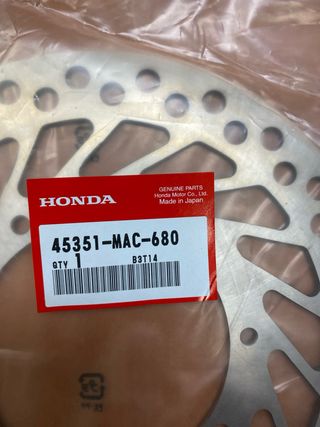 HONDA
GENUINE PARTS
Honda Motor Co., Ltd.
Made in Japan
45351-MAC-680
QTY 1 B3T14